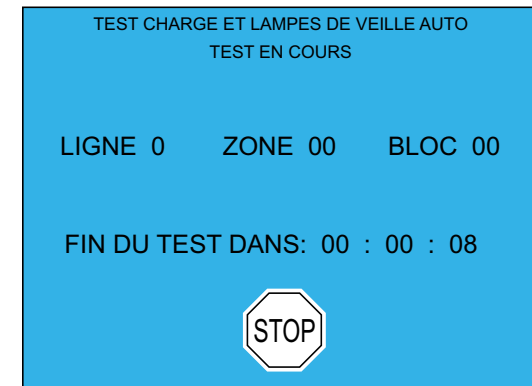 TEST CHARGE ET LAMPES DE VEILLE AUTO
TEST EN COURS
LIGNE 0 ZONE 00 BLOC 00
FIN DU TEST DANS: 00 : 00 : 08
STOP